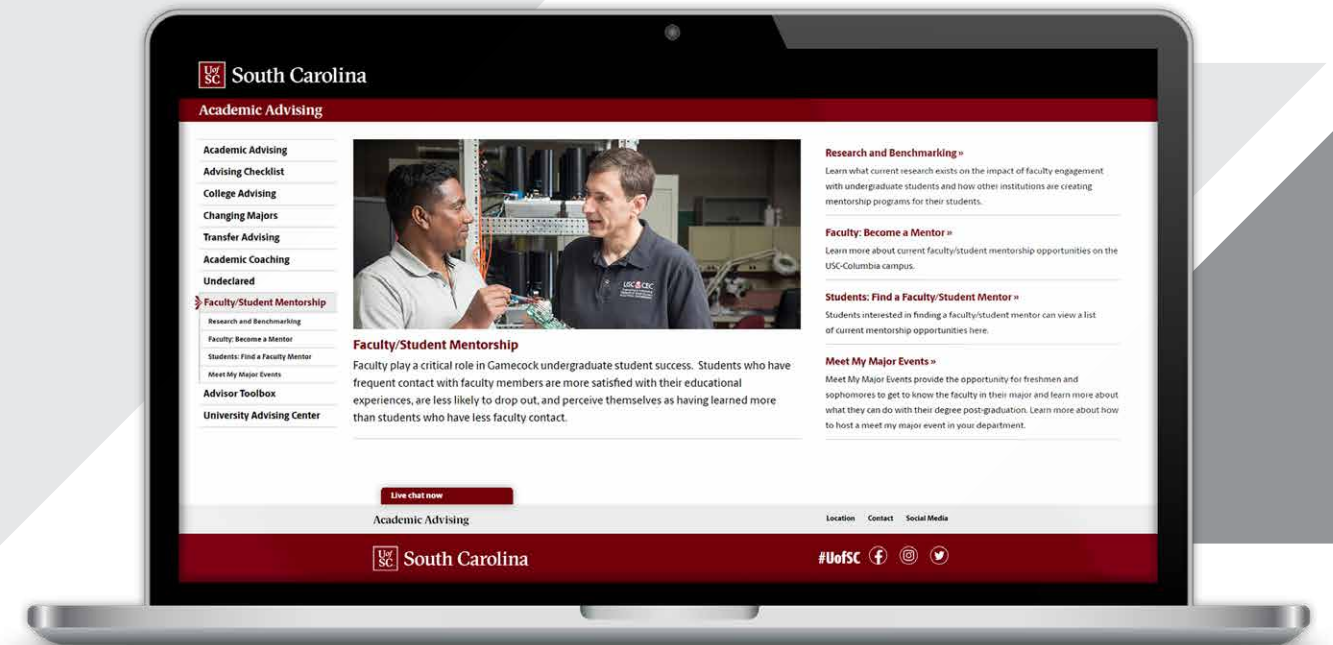 UofSC South Carolina
Academic Advising
Academic Advising
Advising Checklist
College Advising
Changing Majors
Transfer Advising
Academic Coaching
Undeclared
Faculty/Student Mentorship
Research and Benchmarking
Faculty: Become a Mentor
Students: Find a Faculty Mentor
Meet My Major Events
Advisor Toolbox
University Advising Center
USC CEC
Faculty/Student Mentorship
Faculty play a critical role in Gamecock undergraduate student success. Students who have
frequent contact with faculty members are more satisfied with their educational
experiences, are less likely to drop out, and perceive themselves as having learned more
than students who have less faculty contact.
Research and Benchmarking »
Learn what current research exists on the impact of faculty engagement
with undergraduate students and how other institutions are creating
mentorship programs for their students.
Faculty: Become a Mentor »
Learn more about current faculty/student mentorship opportunities on the
USC-Columbia campus.
Students: Find a Faculty/Student Mentor »
Students interested in finding a faculty/student mentor can view a list
of current mentorship opportunities here.
Meet My Major Events »
Meet My Major Events provide the opportunity for freshmen and
sophomores to get to know the faculty in their major and learn more about
what they can do with their degree post-graduation. Learn more about how
to host a meet my major event in your department.
Live chat now
Academic Advising
Location Contact Social Media
UofSC South Carolina
#UofSC